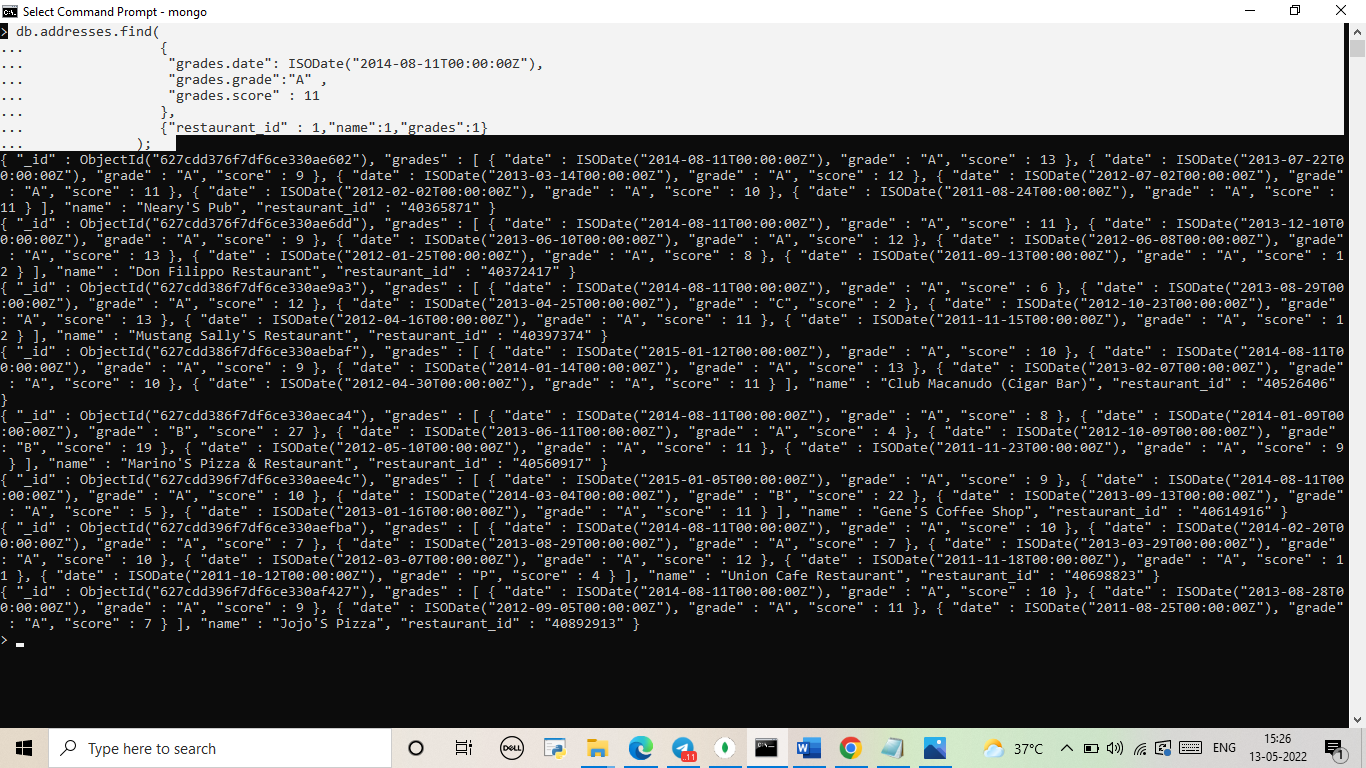 Select Command Prompt - mongo
> db.addresses.find(
... {
... "grades.date": ISODate("2014-08-11T00:00:00Z"),
... "grades.grade":"A" ,
... "grades.score" : 11
... },
... {"restaurant_id" : 1,"name":1,"grades":1}
... );
{ "_id" : ObjectId("627cdd376f7df6ce330ae602"), "grades" : [ { "date" : ISODate("2014-08-11T00:00:00Z"), "grade" : "A", "score" : 13 }, { "date" : ISODate("2013-07-22T0
0:00:00Z"), "grade" : "A", "score" : 9 }, { "date" : ISODate("2013-03-14T00:00:00Z"), "grade" : "A", "score" : 12 }, { "date" : ISODate("2012-07-02T00:00:00Z"), "grade"
 : "A", "score" : 11 }, { "date" : ISODate("2012-02-02T00:00:00Z"), "grade" : "A", "score" : 10 }, { "date" : ISODate("2011-08-24T00:00:00Z"), "grade" : "A", "score" :
11 } ], "name" : "Neary'S Pub", "restaurant_id" : "40365871" }
{ "_id" : ObjectId("627cdd376f7df6ce330ae6dd"), "grades" : [ { "date" : ISODate("2014-08-11T00:00:00Z"), "grade" : "A", "score" : 11 }, { "date" : ISODate("2013-12-10T0
0:00:00Z"), "grade" : "A", "score" : 9 }, { "date" : ISODate("2013-06-10T00:00:00Z"), "grade" : "A", "score" : 12 }, { "date" : ISODate("2012-06-08T00:00:00Z"), "grade"
 : "A", "score" : 13 }, { "date" : ISODate("2012-01-25T00:00:00Z"), "grade" : "A", "score" : 8 }, { "date" : ISODate("2011-09-13T00:00:00Z"), "grade" : "A", "score" : 1
2 } ], "name" : "Don Filippo Restaurant", "restaurant_id" : "40372417" }
{ "_id" : ObjectId("627cdd386f7df6ce330ae9a3"), "grades" : [ { "date" : ISODate("2014-08-11T00:00:00Z"), "grade" : "A", "score" : 6 }, { "date" : ISODate("2013-08-29T00
:00:00Z"), "grade" : "A", "score" : 12 }, { "date" : ISODate("2013-04-25T00:00:00Z"), "grade" : "C", "score" : 2 }, { "date" : ISODate("2012-10-23T00:00:00Z"), "grade" :
 "A", "score" : 13 }, { "date" : ISODate("2012-04-16T00:00:00Z"), "grade" : "A", "score" : 11 }, { "date" : ISODate("2011-11-15T00:00:00Z"), "grade" : "A", "score" : 1
2 } ], "name" : "Mustang Sally'S Restaurant", "restaurant_id" : "40397374" }
{ "_id" : ObjectId("627cdd386f7df6ce330aebaf"), "grades" : [ { "date" : ISODate("2015-01-12T00:00:00Z"), "grade" : "A", "score" : 10 }, { "date" : ISODate("2014-08-11T0
0:00:00Z"), "grade" : "A", "score" : 9 }, { "date" : ISODate("2014-01-14T00:00:00Z"), "grade" : "A", "score" : 13 }, { "date" : ISODate("2013-02-07T00:00:00Z"), "grade"
 : "A", "score" : 10 }, { "date" : ISODate("2012-04-30T00:00:00Z"), "grade" : "A", "score" : 11 } ], "name" : "Club Macanudo (Cigar Bar)", "restaurant_id" : "40526406"
}
{ "_id" : ObjectId("627cdd386f7df6ce330aeca4"), "grades" : [ { "date" : ISODate("2014-08-11T00:00:00Z"), "grade" : "A", "score" : 8 }, { "date" : ISODate("2014-01-09T00
:00:00Z"), "grade" : "B", "score" : 27 }, { "date" : ISODate("2013-06-11T00:00:00Z"), "grade" : "A", "score" : 4 }, { "date" : ISODate("2012-10-09T00:00:00Z"), "grade"
: "B", "score" : 19 }, { "date" : ISODate("2012-05-10T00:00:00Z"), "grade" : "A", "score" : 11 }, { "date" : ISODate("2011-11-23T00:00:00Z"), "grade" : "A", "score" : 9
 } ], "name" : "Marino'S Pizza & Restaurant", "restaurant_id" : "40560917" }
{ "_id" : ObjectId("627cdd396f7df6ce330aee4c"), "grades" : [ { "date" : ISODate("2015-01-05T00:00:00Z"), "grade" : "A", "score" : 9 }, { "date" : ISODate("2014-08-11T00
:00:00Z"), "grade" : "A", "score" : 10 }, { "date" : ISODate("2014-03-04T00:00:00Z"), "grade" : "B", "score" : 22 }, { "date" : ISODate("2013-09-13T00:00:00Z"), "grade"
: "A", "score" : 5 }, { "date" : ISODate("2013-01-16T00:00:00Z"), "grade" : "A", "score" : 11 } ], "name" : "Gene'S Coffee Shop", "restaurant_id" : "40614916" }
{ "_id" : ObjectId("627cdd396f7df6ce330aefba"), "grades" : [ { "date" : ISODate("2014-08-11T00:00:00Z"), "grade" : "A", "score" : 10 }, { "date" : ISODate("2014-02-20T0
0:00:00Z"), "grade" : "A", "score" : 7 }, { "date" : ISODate("2013-08-29T00:00:00Z"), "grade" : "A", "score" : 7 }, { "date" : ISODate("2013-03-29T00:00:00Z"), "grade" :
 "A", "score" : 10 }, { "date" : ISODate("2012-03-07T00:00:00Z"), "grade" : "A", "score" : 12 }, { "date" : ISODate("2011-11-18T00:00:00Z"), "grade" : "A", "score" : 1
1 }, { "date" : ISODate("2011-10-12T00:00:00Z"), "grade" : "P", "score" : 4 } ], "name" : "Union Cafe Restaurant", "restaurant_id" : "40698823" }
{ "_id" : ObjectId("627cdd396f7df6ce330af427"), "grades" : [ { "date" : ISODate("2014-08-11T00:00:00Z"), "grade" : "A", "score" : 10 }, { "date" : ISODate("2013-08-28T0
0:00:00Z"), "grade" : "A", "score" : 9 }, { "date" : ISODate("2012-09-05T00:00:00Z"), "grade" : "A", "score" : 11 }, { "date" : ISODate("2011-08-25T00:00:00Z"), "grade"
 : "A", "score" : 7 } ], "name" : "Jojo'S Pizza", "restaurant_id" : "40892913" }
>
Type here to search
DELL
11
37°C
ENG
15:26
13-05-2022
1